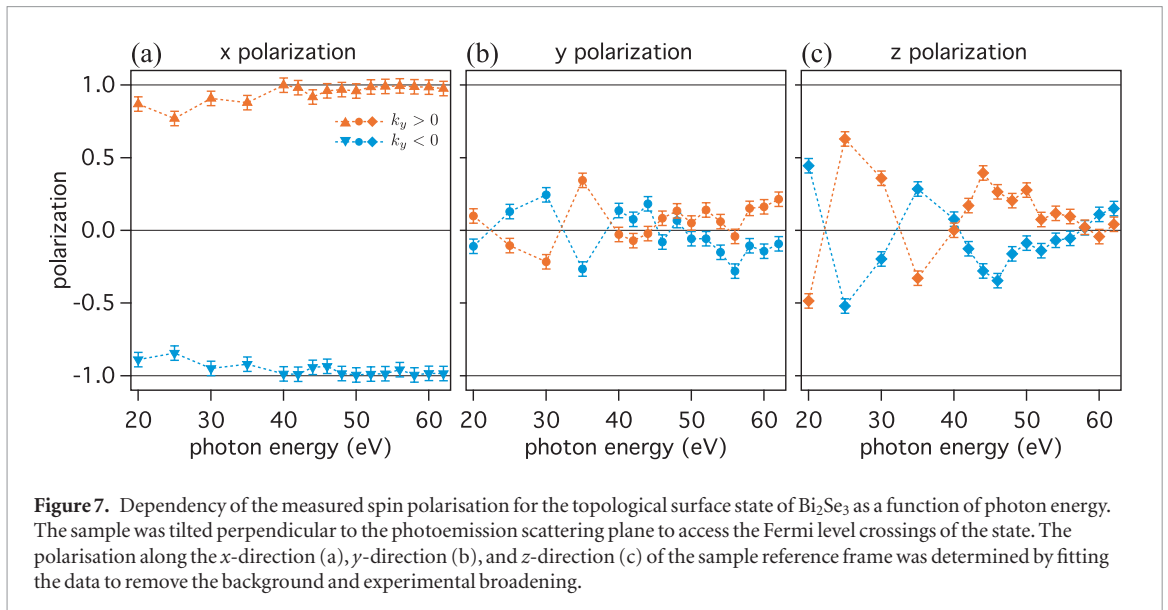 (a) x polarization
(b) y polarization
(c) z polarization
1.0
0.5
0.0
-0.5
-1.0
polarization
k_y > 0
k_y < 0
20 30 40 50 60
photon energy (eV)
20 30 40 50 60
photon energy (eV)
20 30 40 50 60
photon energy (eV)
Figure 7. Dependency of the measured spin polarisation for the topological surface state of Bi₂Se₃ as a function of photon energy.
The sample was tilted perpendicular to the photoemission scattering plane to access the Fermi level crossings of the state. The
polarisation along the x-direction (a), y-direction (b), and z-direction (c) of the sample reference frame was determined by fitting
the data to remove the background and experimental broadening.